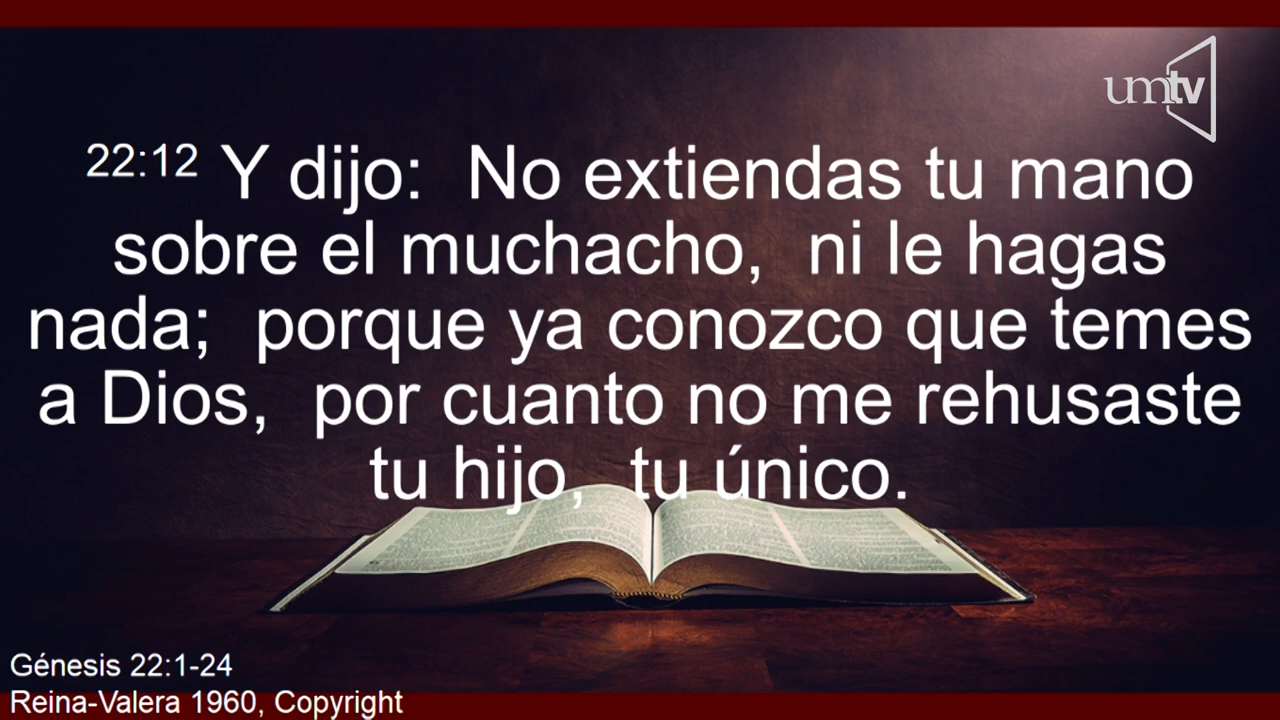 umtv
22:12 Y dijo: No extiendas tu mano
sobre el muchacho, ni le hagas
nada; porque ya conozco que temes
a Dios, por cuanto no me rehusaste
tu hijo, tu único.
Génesis 22:1-24
Reina-Valera 1960, Copyright